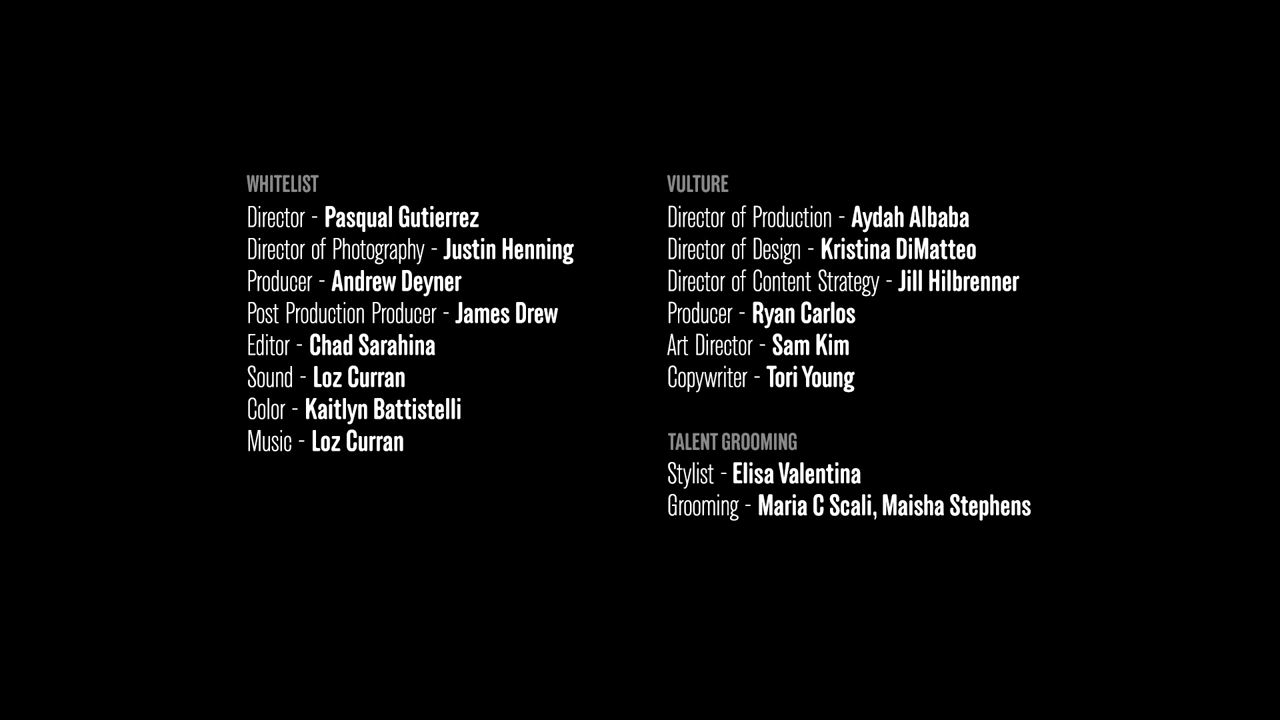 WHITELIST
Director - Pasqual Gutierrez
Director of Photography - Justin Henning
Producer - Andrew Deyner
Post Production Producer - James Drew
Editor - Chad Sarahina
Sound - Loz Curran
Color - Kaitlyn Battistelli
Music - Loz Curran
VULTURE
Director of Production - Aydah Albaba
Director of Design - Kristina DiMatteo
Director of Content Strategy - Jill Hilbrenner
Producer - Ryan Carlos
Art Director - Sam Kim
Copywriter - Tori Young
TALENT GROOMING
Stylist - Elisa Valentina
Grooming - Maria C Scali, Maisha Stephens